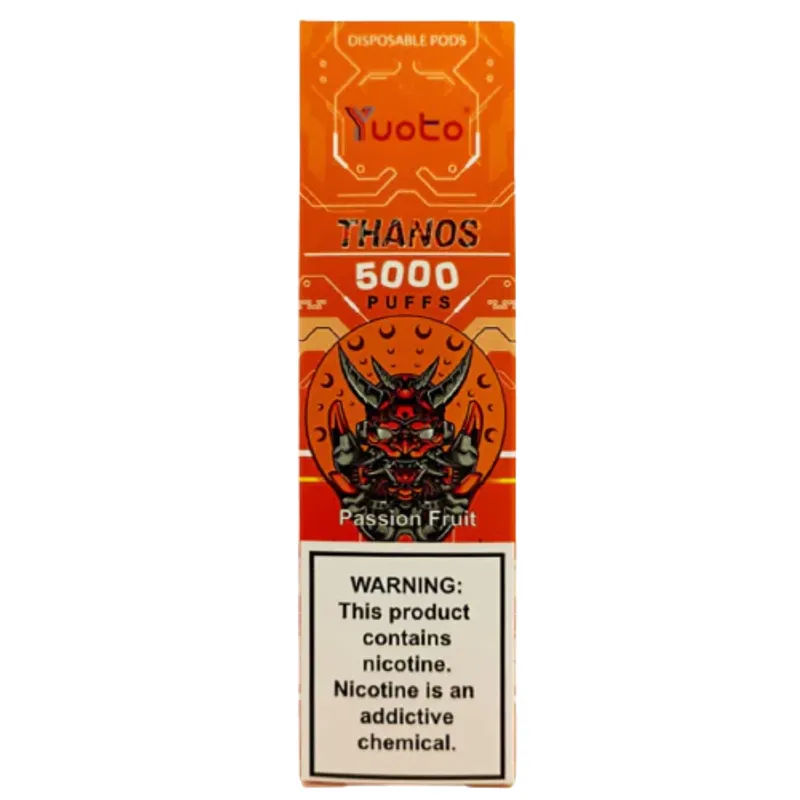 DISPOSABLE PODS
Yuoto
THANOS
5000
PUFFS
Passion Fruit
WARNING:
This product
contains
nicotine.
Nicotine is an
addictive
chemical.